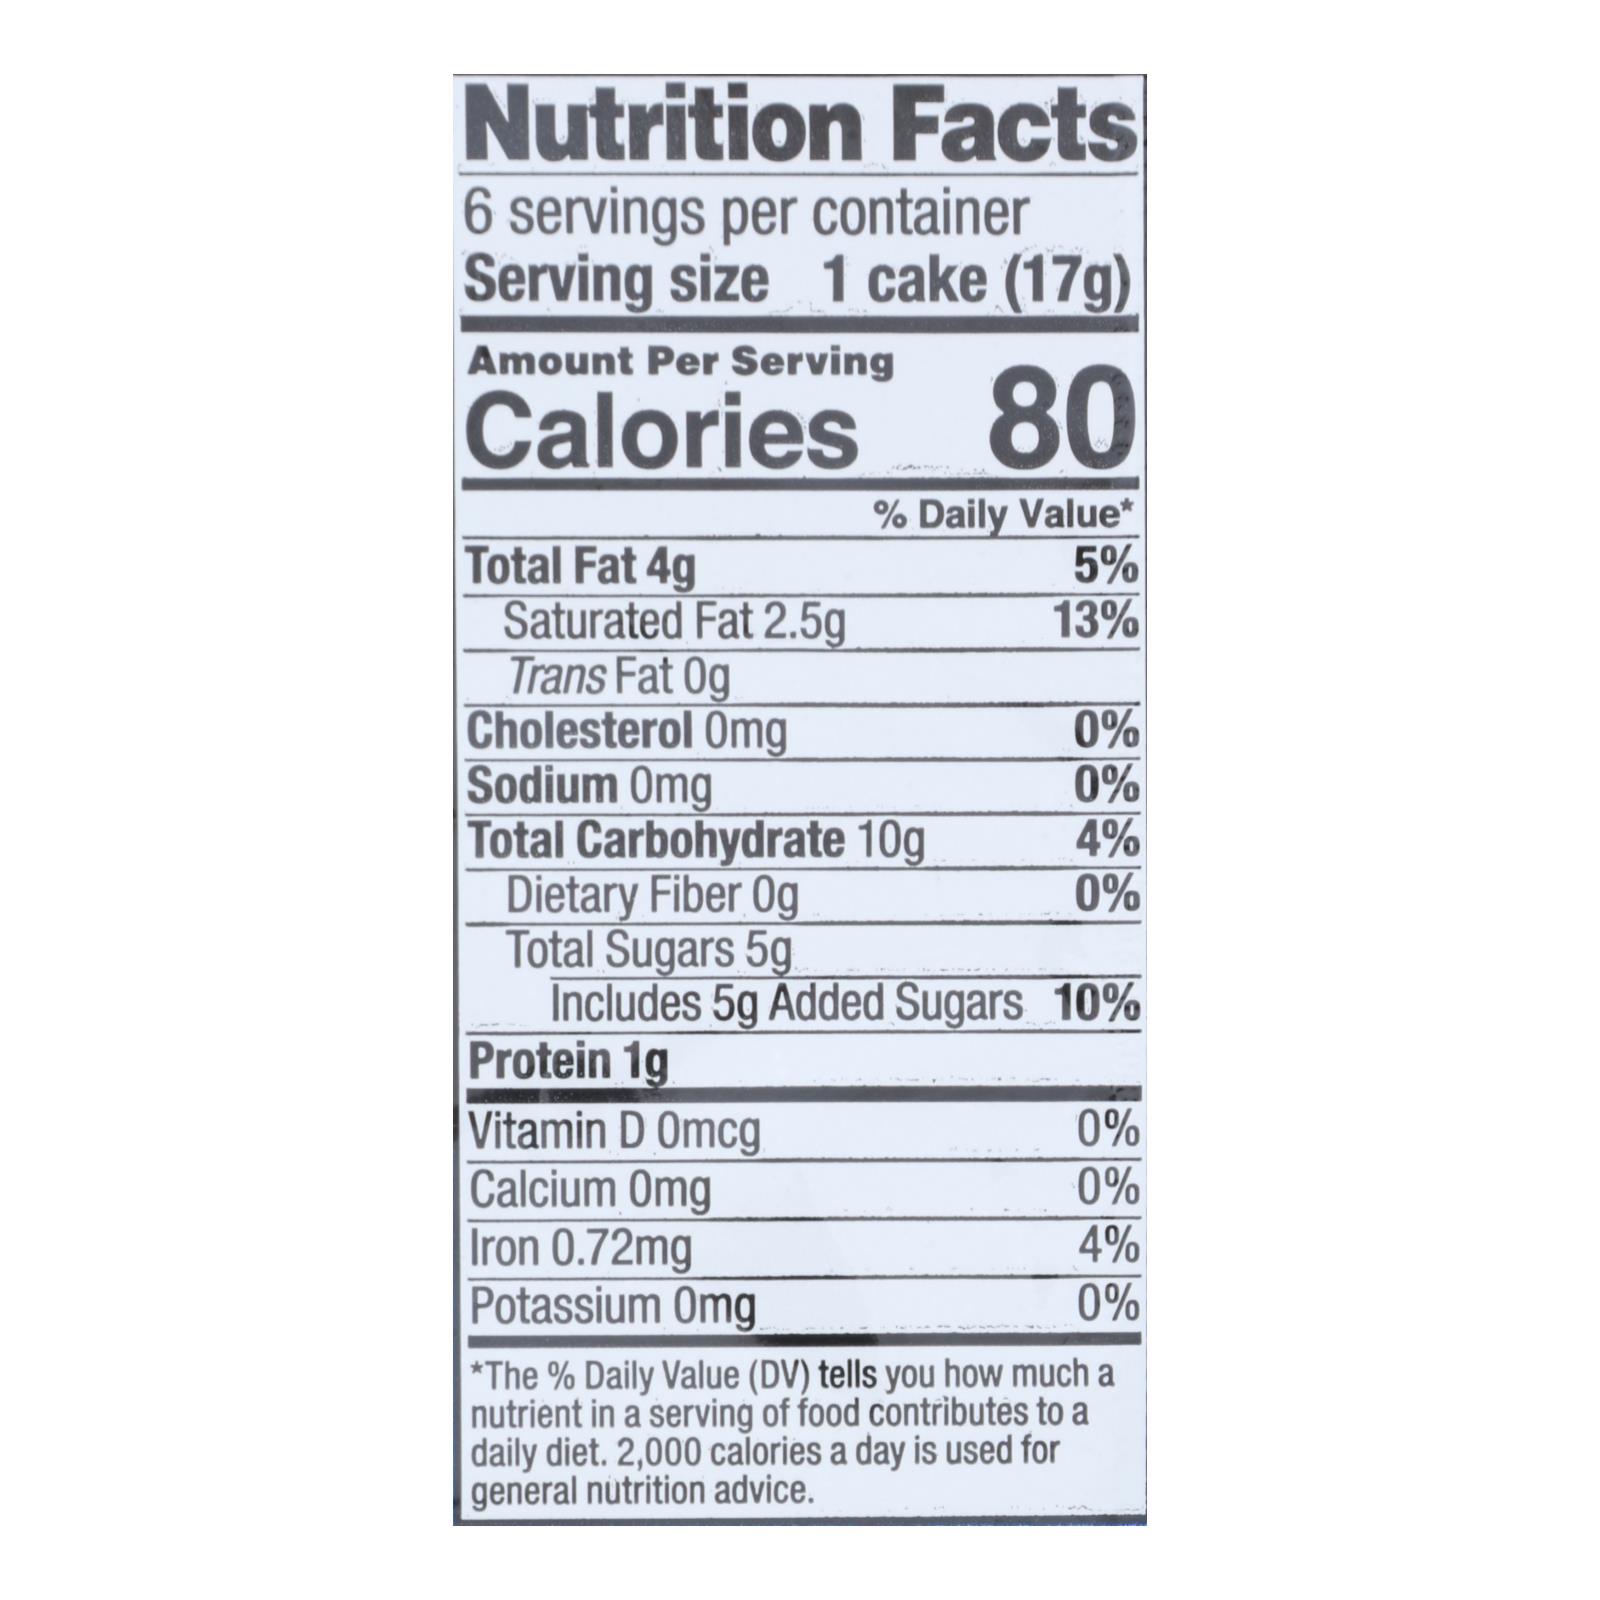 Nutrition Facts
6 servings per container
Serving size 1 cake (17g)
Amount Per Serving
Calories 80
% Daily Value*
Total Fat 4g 5%
Saturated Fat 2.5g 13%
Trans Fat 0g
Cholesterol 0mg 0%
Sodium 0mg 0%
Total Carbohydrate 10g 4%
Dietary Fiber 0g 0%
Total Sugars 5g
Includes 5g Added Sugars 10%
Protein 1g
Vitamin D 0mcg 0%
Calcium 0mg 0%
Iron 0.72mg 4%
Potassium 0mg 0%
*The % Daily Value (DV) tells you how much a
nutrient in a serving of food contributes to a
daily diet. 2,000 calories a day is used for
general nutrition advice.